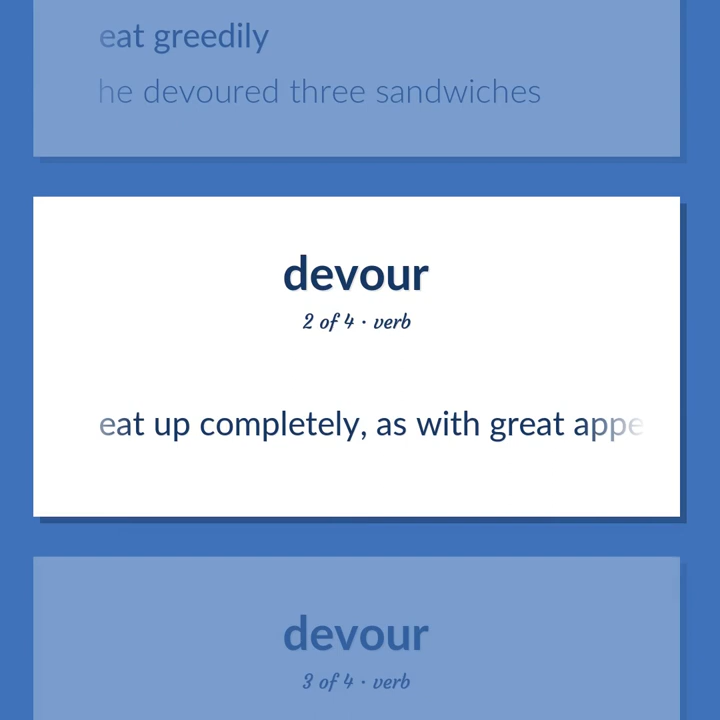 eat greedily
he devoured three sandwiches
devour
2 of 4 · verb
eat up completely, as with great appe
devour
3 of 4 · verb